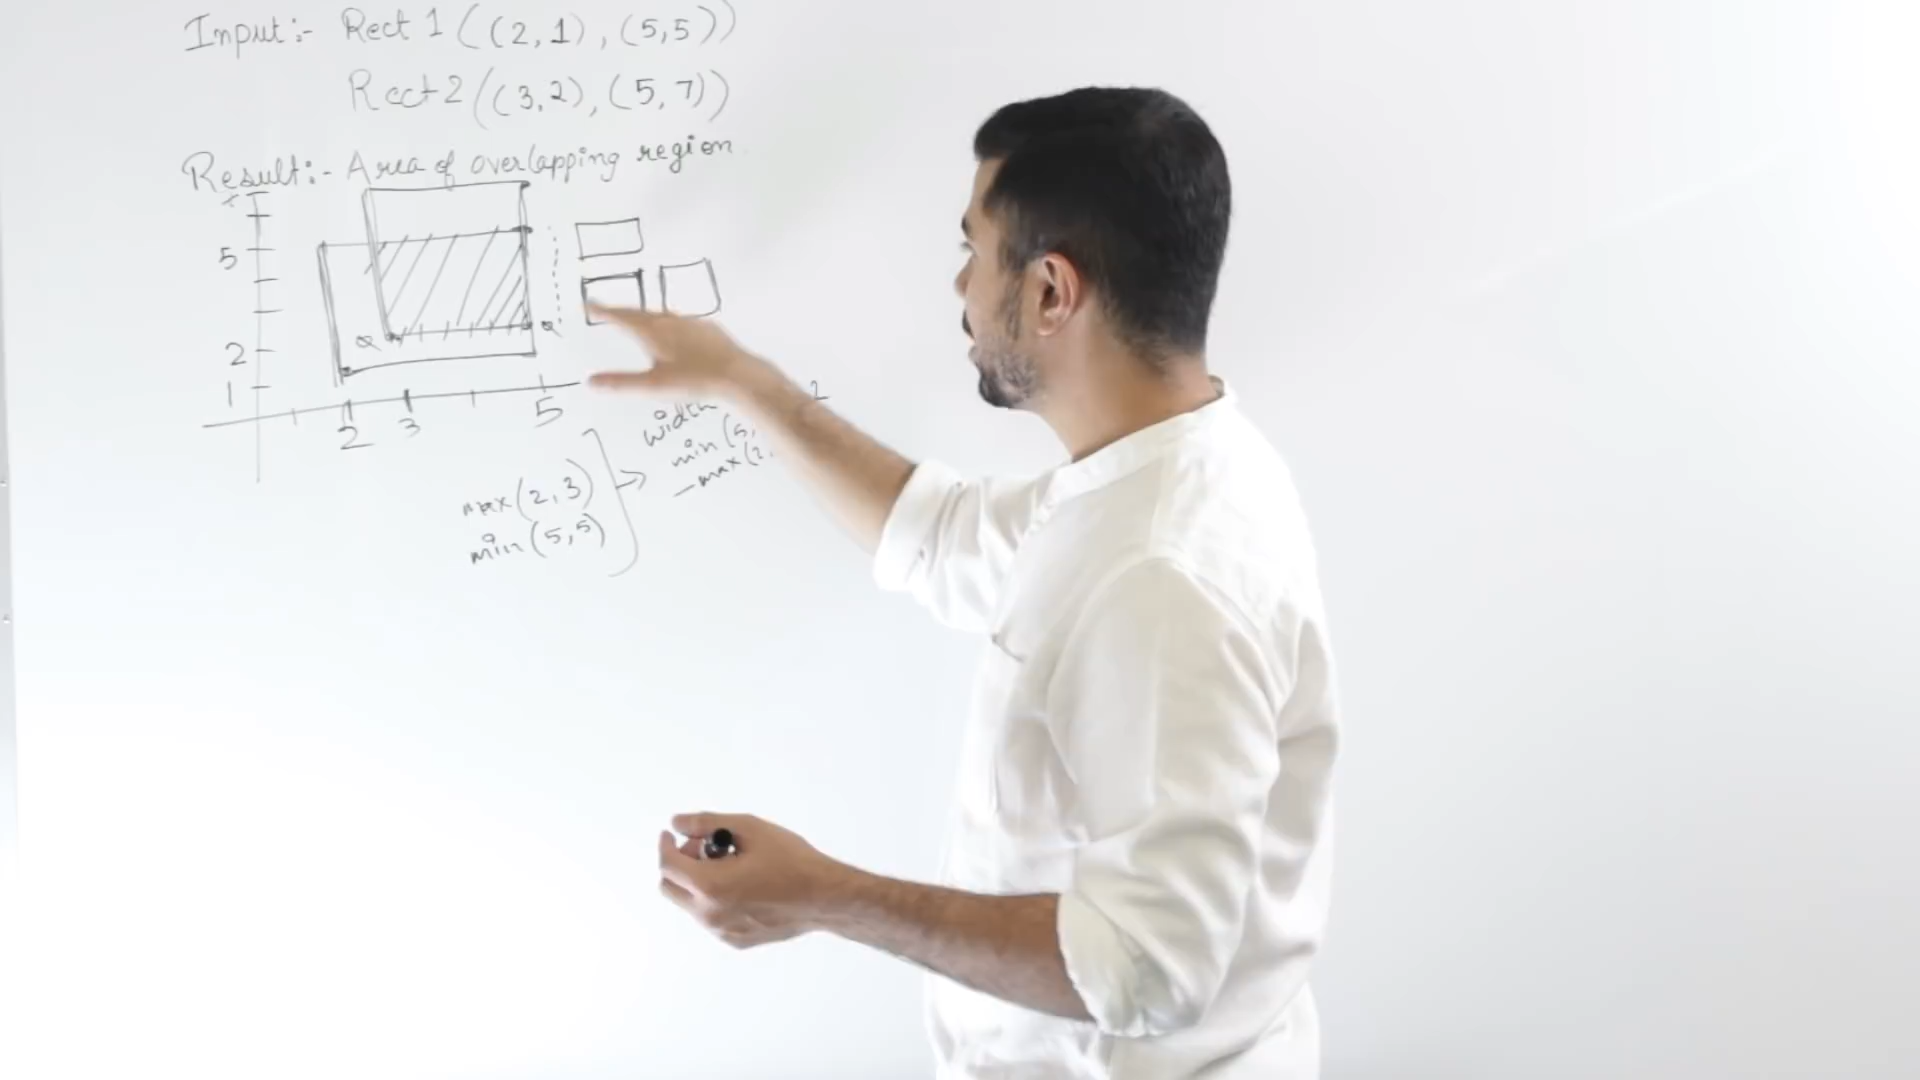 Input:- Rect 1 ((2,1), (5,5))
Rect 2 ((3,2), (5,7))
Result:- Area of overlapping region
5
2
1
2 3 5
max(2,3)
min(5,5)
width 2
min(5,
-max(2,